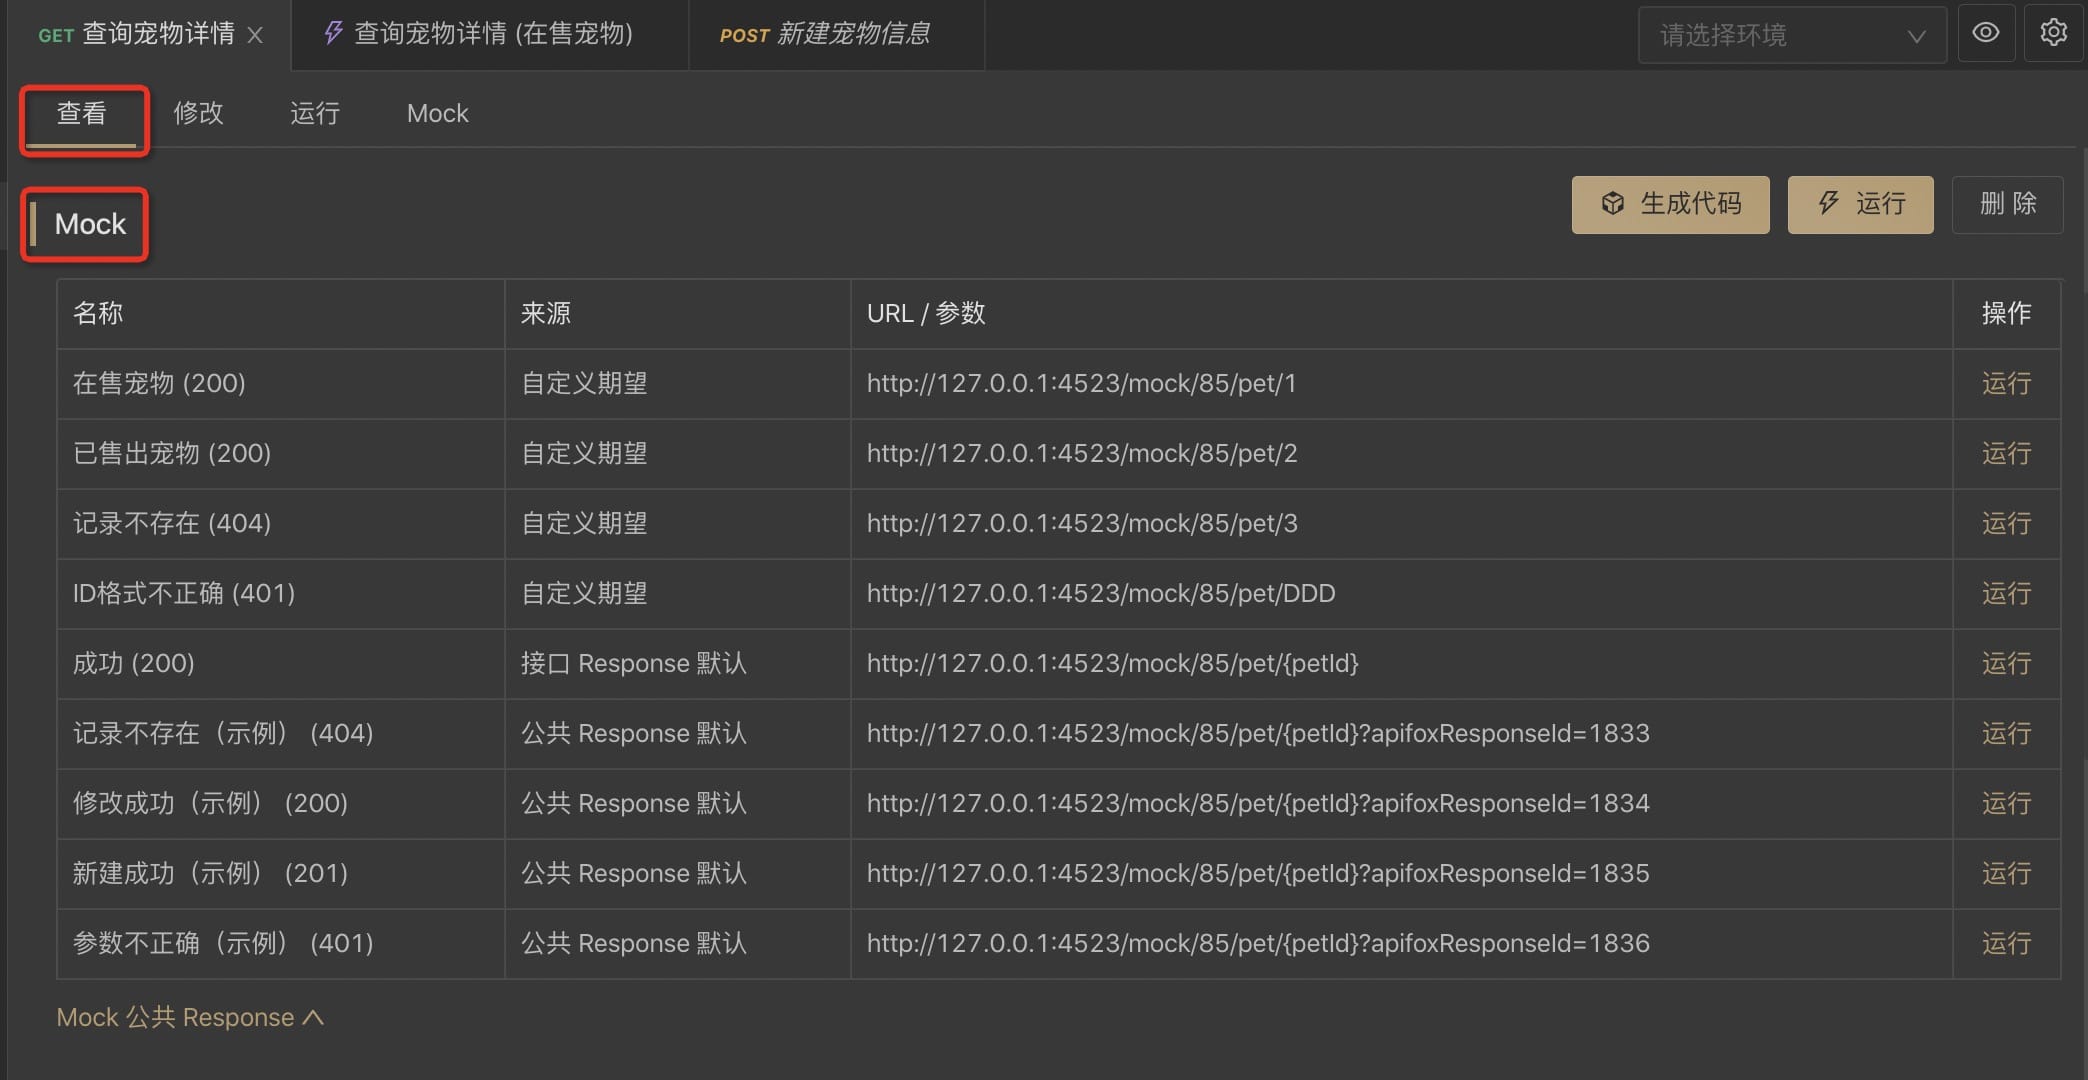 GET 查询宠物详情 X 查询宠物详情 (在售宠物) POST 新建宠物信息 请选择环境
查看 修改 运行 Mock
Mock 生成代码 运行 删 除
名称 来源 URL / 参数 操作
在售宠物 (200) 自定义期望 http://127.0.0.1:4523/mock/85/pet/1 运行
已售出宠物 (200) 自定义期望 http://127.0.0.1:4523/mock/85/pet/2 运行
记录不存在 (404) 自定义期望 http://127.0.0.1:4523/mock/85/pet/3 运行
ID格式不正确 (401) 自定义期望 http://127.0.0.1:4523/mock/85/pet/DDD 运行
成功 (200) 接口 Response 默认 http://127.0.0.1:4523/mock/85/pet/{petId} 运行
记录不存在（示例） (404) 公共 Response 默认 http://127.0.0.1:4523/mock/85/pet/{petId}?apifoxResponseId=1833 运行
修改成功（示例） (200) 公共 Response 默认 http://127.0.0.1:4523/mock/85/pet/{petId}?apifoxResponseId=1834 运行
新建成功（示例） (201) 公共 Response 默认 http://127.0.0.1:4523/mock/85/pet/{petId}?apifoxResponseId=1835 运行
参数不正确（示例） (401) 公共 Response 默认 http://127.0.0.1:4523/mock/85/pet/{petId}?apifoxResponseId=1836 运行
Mock 公共 Response